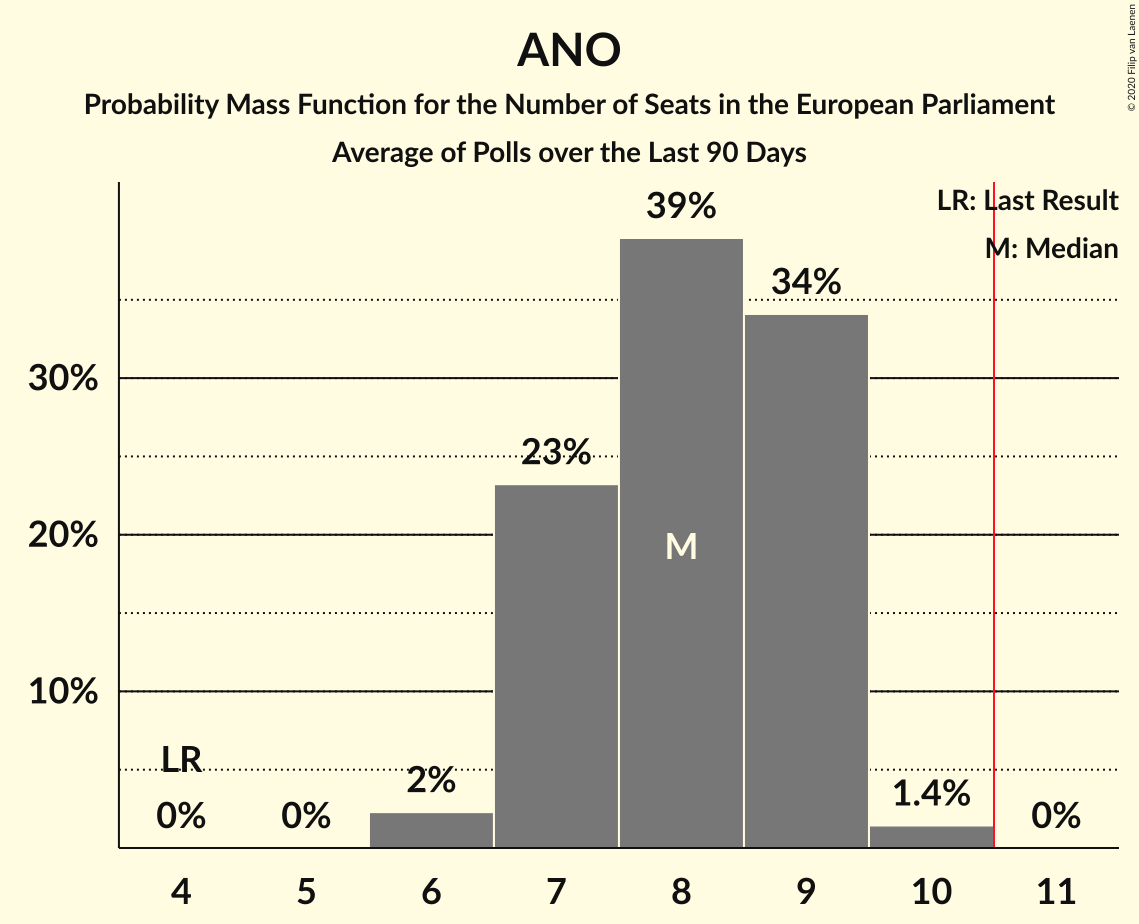 ANO
Probability Mass Function for the Number of Seats in the European Parliament
Average of Polls over the Last 90 Days
© 2020 Filip van Laenen
LR: Last Result
M: Median
39%
34%
30%
23%
20%
M
10%
LR
0%
0%
2%
1.4%
0%
4 5 6 7 8 9 10 11